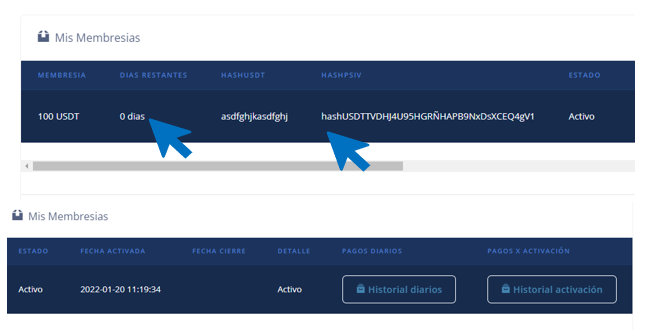 Mis Membresias
MEMBRESIA DIAS RESTANTES HASHUSDT HASHPSIV ESTADO
100 USDT 0 dias asdfghjkasdfghj hashUSDTTVDHJ4U95HGRÑHAPB9NxDsXCEQ4gV1 Activo
Mis Membresias
ESTADO FECHA ACTIVADA FECHA CIERRE DETALLE PAGOS DIARIOS PAGOS X ACTIVACIÓN
Activo 2022-01-20 11:19:34 Activo Historial diarios Historial activación